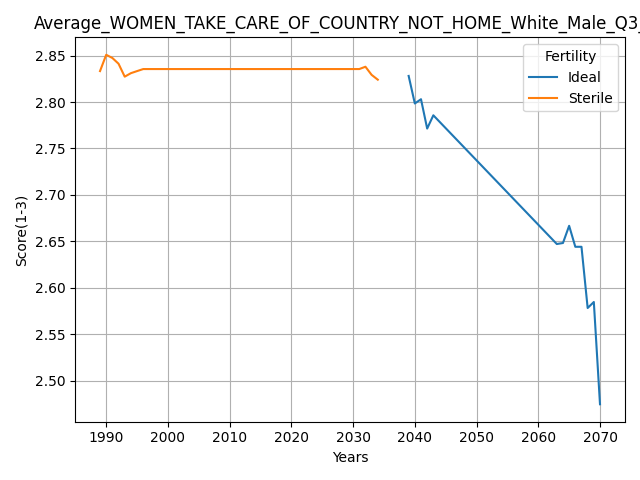 Average_WOMEN_TAKE_CARE_OF_COUNTRY_NOT_HOME_White_Male_Q3_
Fertility
Ideal
Sterile
Score(1-3)
2.85
2.80
2.75
2.70
2.65
2.60
2.55
2.50
1990 2000 2010 2020 2030 2040 2050 2060 2070
Years